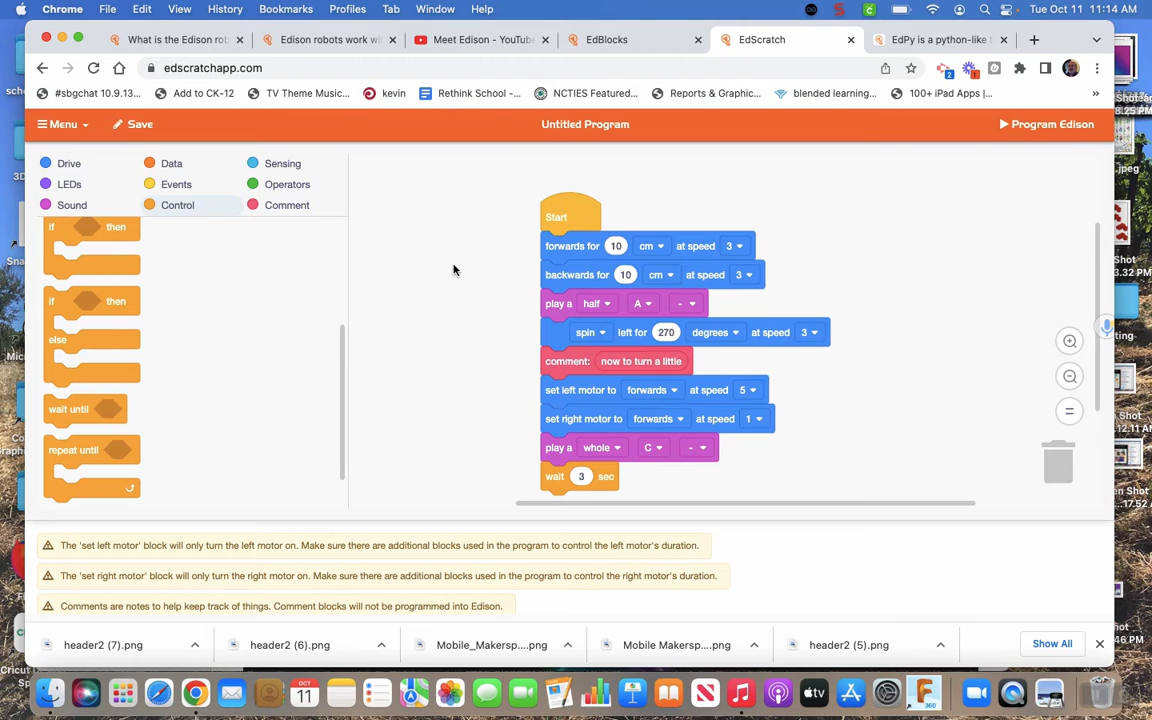 Chrome File Edit View History Bookmarks Profiles Tab Window Help Tue Oct 11 11:14 AM
What is the Edison rob Edison robots work wi Meet Edison - YouTube EdBlocks EdScratch EdPy is a python-like t
edscratchapp.com
#sbgchat 10.9.13... Add to CK-12 TV Theme Music... kevin Rethink School -... NCTIES Featured... Reports & Graphic... blended learning... 100+ iPad Apps |... »
Menu Save Untitled Program Program Edison
Drive Data Sensing
LEDs Events Operators
Sound Control Comment
if then
if then
else
wait until
repeat until
Start
forwards for 10 cm at speed 3
backwards for 10 cm at speed 3
play a half A -
spin left for 270 degrees at speed 3
comment: now to turn a little
set left motor to forwards at speed 5
set right motor to forwards at speed 1
play a whole C -
wait 3 sec
The 'set left motor' block will only turn the left motor on. Make sure there are additional blocks used in the program to control the left motor's duration.
The 'set right motor' block will only turn the right motor on. Make sure there are additional blocks used in the program to control the right motor's duration.
Comments are notes to help keep track of things. Comment blocks will not be programmed into Edison.
header2 (7).png header2 (6).png Mobile_Makersp....png Mobile Makersp....png header2 (5).png Show All
OCT
11
tv
360